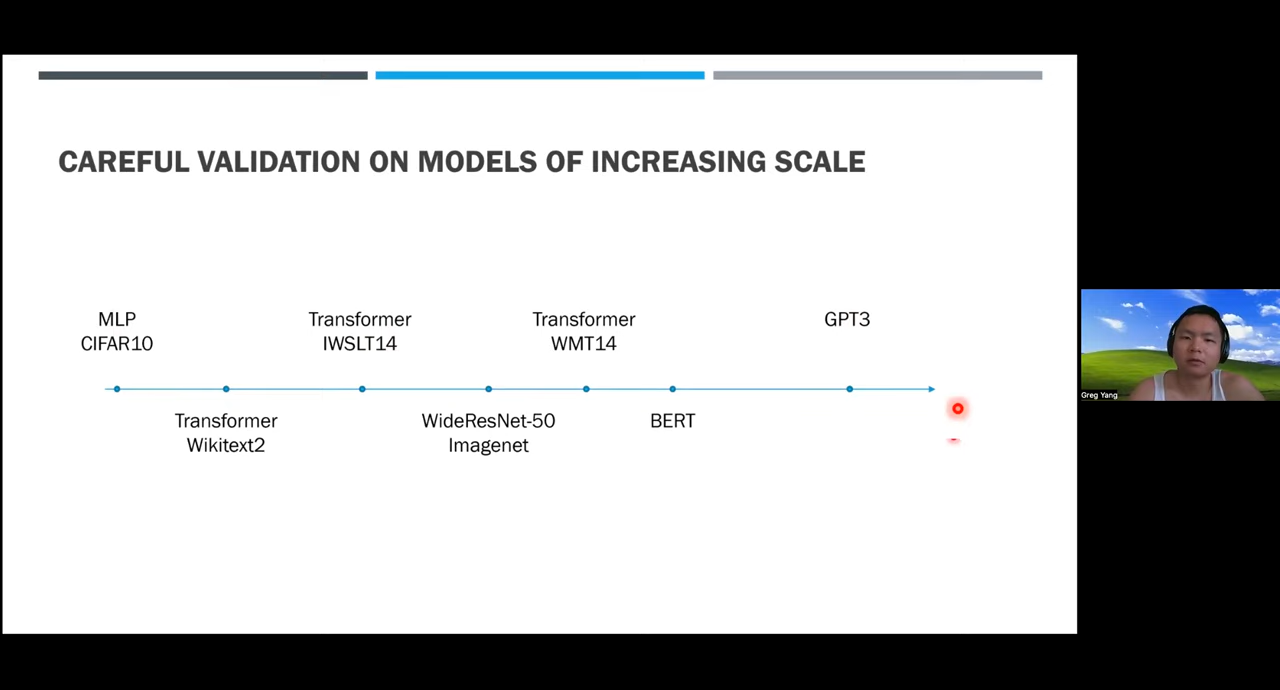 CAREFUL VALIDATION ON MODELS OF INCREASING SCALE
MLP
CIFAR10
Transformer
IWSLT14
Transformer
WMT14
GPT3
Transformer
Wikitext2
WideResNet-50
Imagenet
BERT
Greg Yang